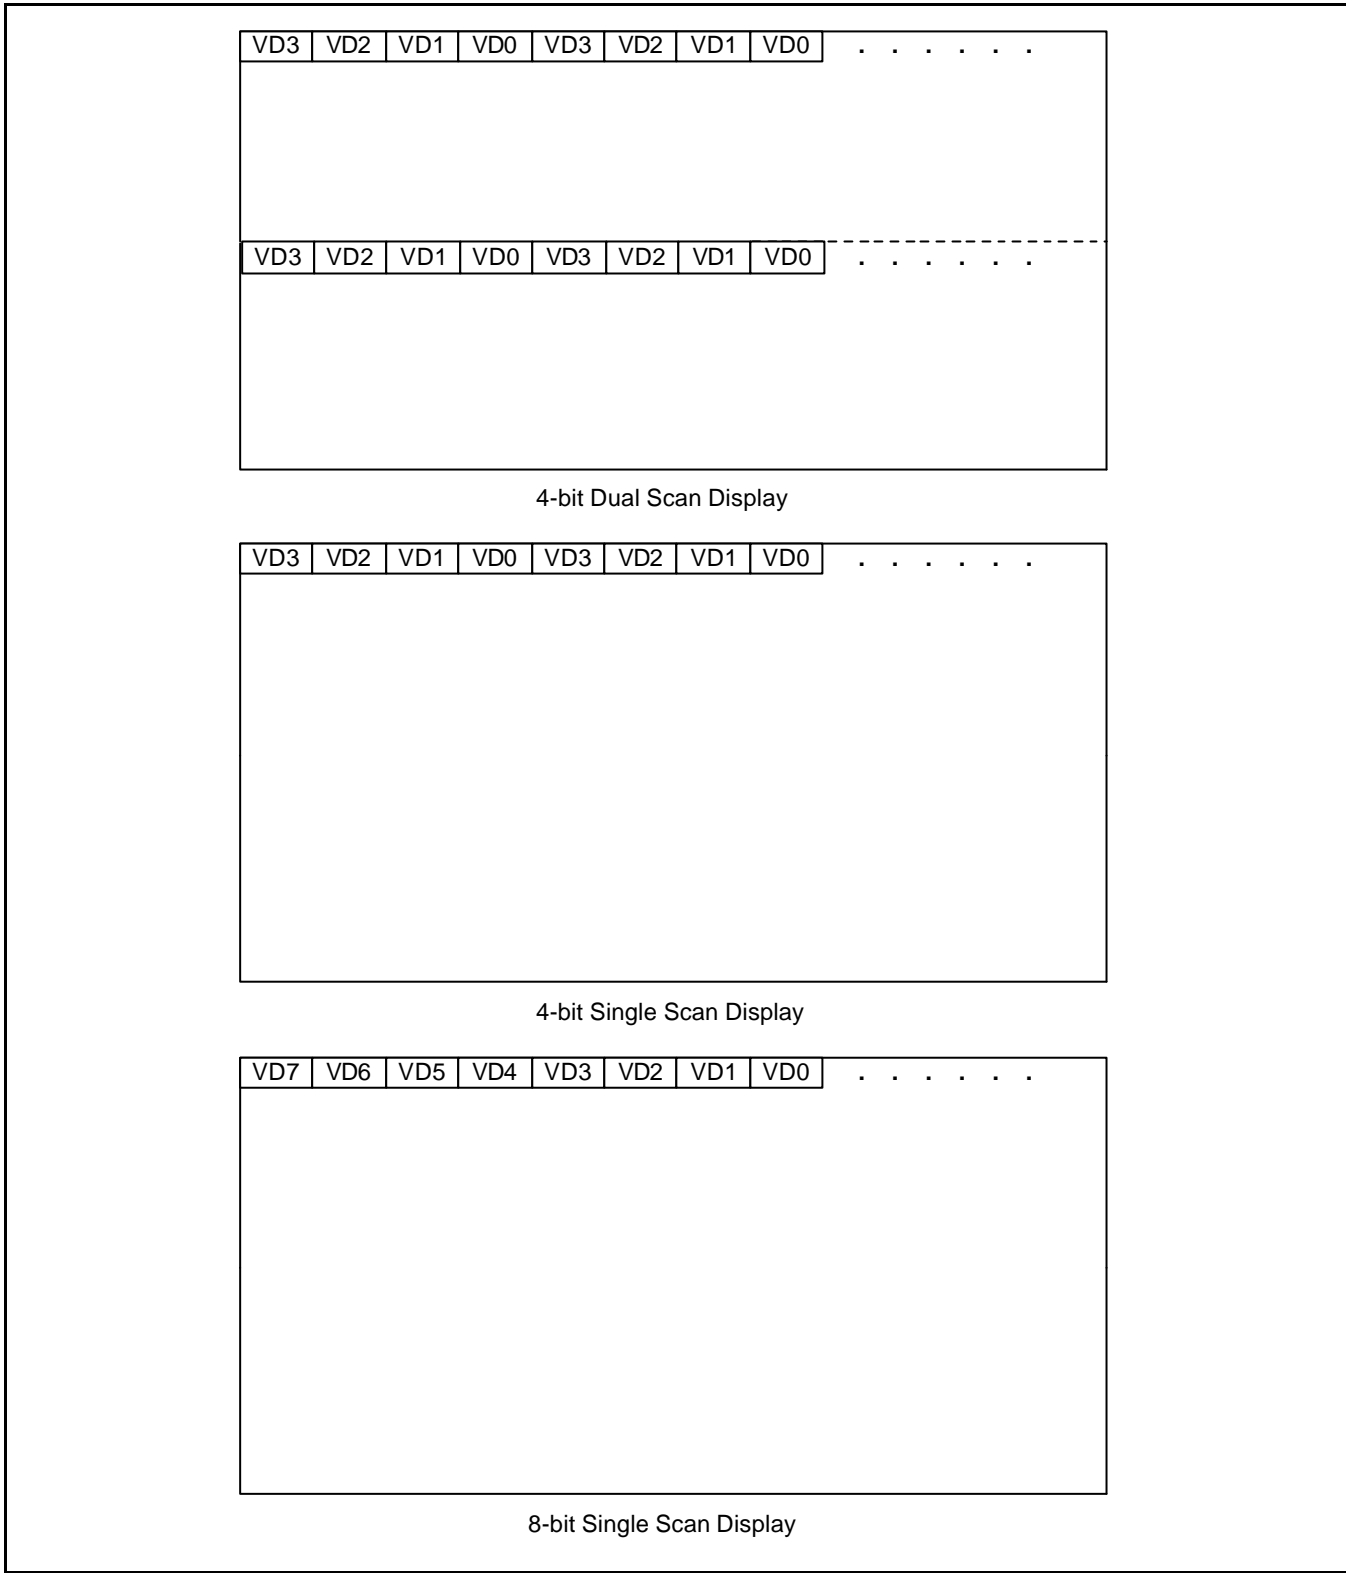 VD3 VD2 VD1 VD0 VD3 VD2 VD1 VD0 . . . . . .
VD3 VD2 VD1 VD0 VD3 VD2 VD1 VD0 . . . . . .
4-bit Dual Scan Display
VD3 VD2 VD1 VD0 VD3 VD2 VD1 VD0 . . . . . .
4-bit Single Scan Display
VD7 VD6 VD5 VD4 VD3 VD2 VD1 VD0 . . . . . .
8-bit Single Scan Display